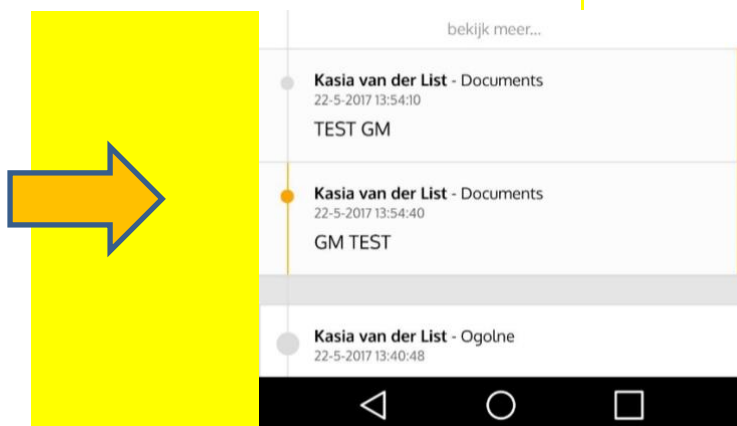 bekijk meer...
Kasia van der List - Documents
22-5-2017 13:54:10
TEST GM
Kasia van der List - Documents
22-5-2017 13:54:40
GM TEST
Kasia van der List - Ogolne
22-5-2017 13:40:48